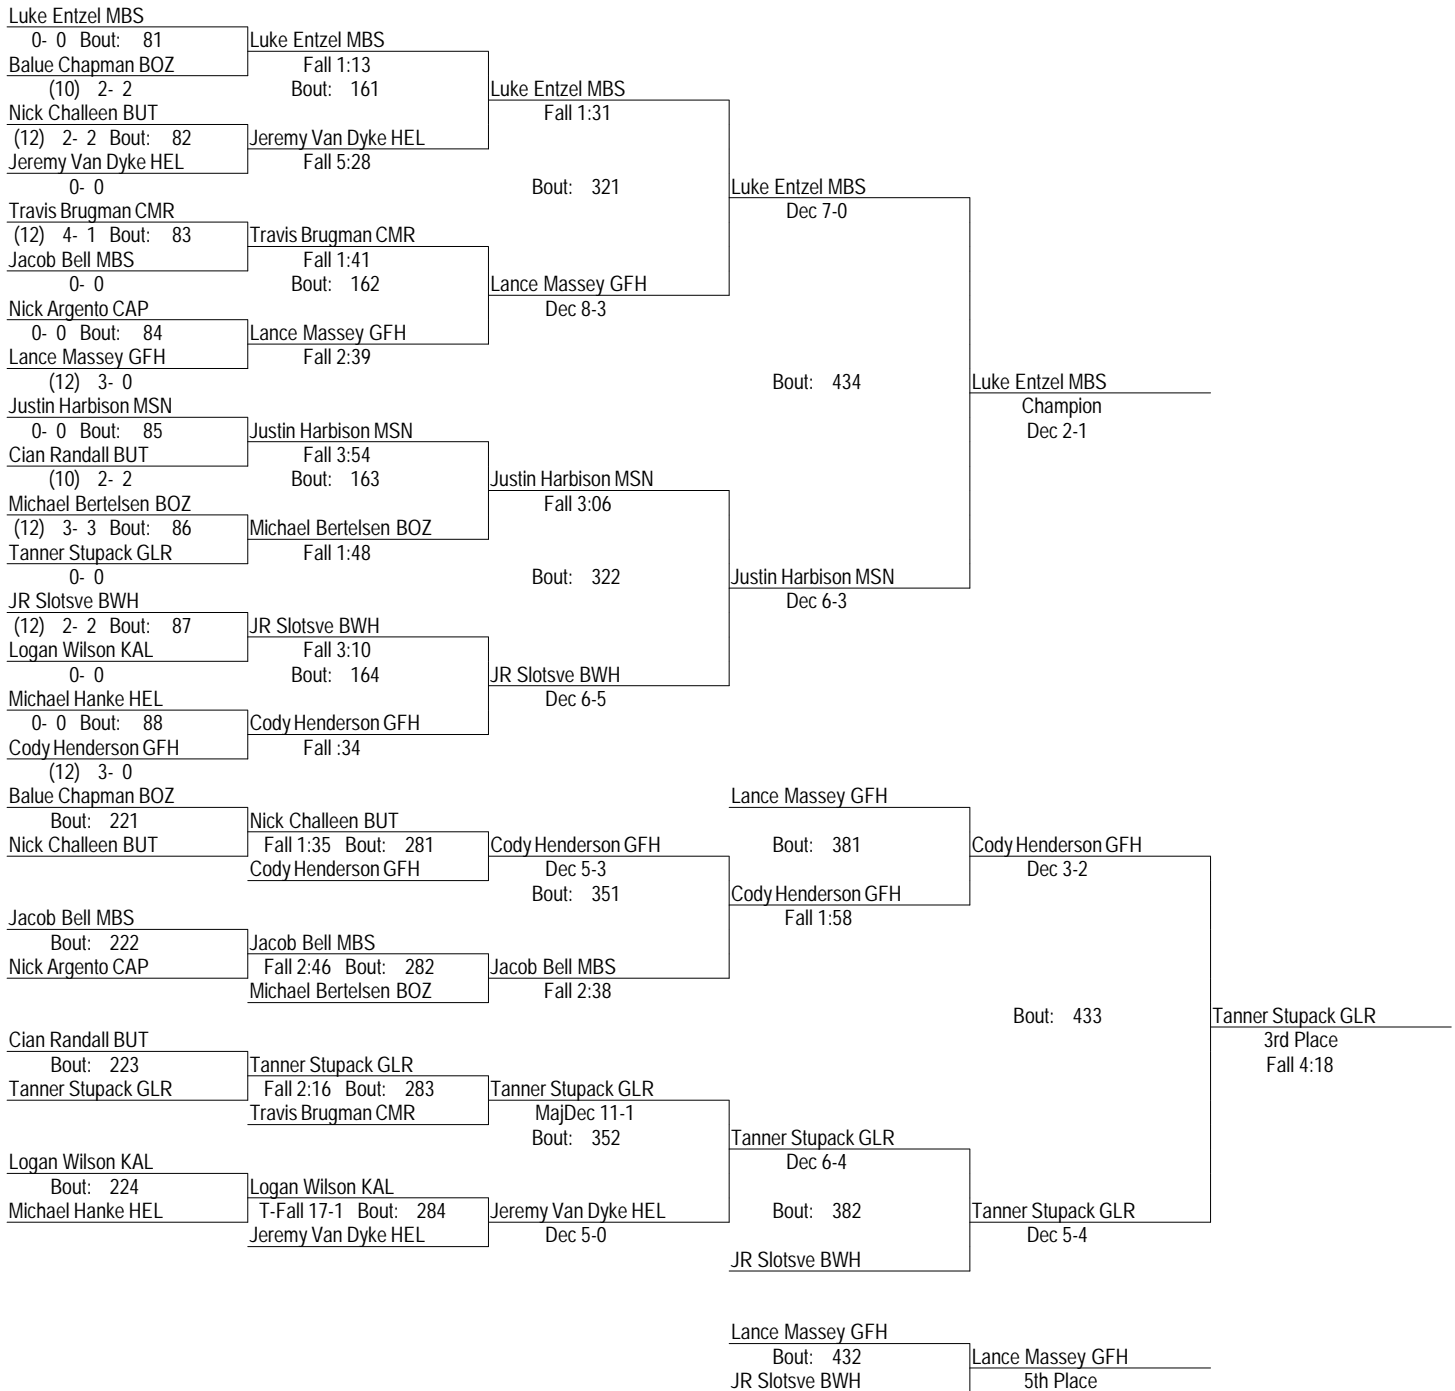 Luke Entzel MBS
0- 0 Bout: 81
Balue Chapman BOZ
(10) 2- 2
Nick Challeen BUT
(12) 2- 2 Bout: 82
Jeremy Van Dyke HEL
0- 0
Travis Brugman CMR
(12) 4- 1 Bout: 83
Jacob Bell MBS
0- 0
Nick Argento CAP
0- 0 Bout: 84
Lance Massey GFH
(12) 3- 0
Justin Harbison MSN
0- 0 Bout: 85
Cian Randall BUT
(10) 2- 2
Michael Bertelsen BOZ
(12) 3- 3 Bout: 86
Tanner Stupack GLR
0- 0
JR Slotsve BWH
(12) 2- 2 Bout: 87
Logan Wilson KAL
0- 0
Michael Hanke HEL
0- 0 Bout: 88
Cody Henderson GFH
(12) 3- 0
Luke Entzel MBS
Fall 1:13
Bout: 161
Jeremy Van Dyke HEL
Fall 5:28
Travis Brugman CMR
Fall 1:41
Bout: 162
Lance Massey GFH
Fall 2:39
Justin Harbison MSN
Fall 3:54
Bout: 163
Michael Bertelsen BOZ
Fall 1:48
JR Slotsve BWH
Fall 3:10
Bout: 164
Cody Henderson GFH
Fall :34
Luke Entzel MBS
Fall 1:31
Bout: 321
Lance Massey GFH
Dec 8-3
Justin Harbison MSN
Fall 3:06
Bout: 322
JR Slotsve BWH
Dec 6-5
Luke Entzel MBS
Dec 7-0
Bout: 434
Justin Harbison MSN
Dec 6-3
Luke Entzel MBS
Champion
Dec 2-1
Balue Chapman BOZ
Bout: 221
Nick Challeen BUT
Jacob Bell MBS
Bout: 222
Nick Argento CAP
Cian Randall BUT
Bout: 223
Tanner Stupack GLR
Logan Wilson KAL
Bout: 224
Michael Hanke HEL
Nick Challeen BUT
Fall 1:35 Bout: 281
Cody Henderson GFH
Jacob Bell MBS
Fall 2:46 Bout: 282
Michael Bertelsen BOZ
Tanner Stupack GLR
Fall 2:16 Bout: 283
Travis Brugman CMR
Logan Wilson KAL
T-Fall 17-1 Bout: 284
Jeremy Van Dyke HEL
Cody Henderson GFH
Dec 5-3
Bout: 351
Jacob Bell MBS
Fall 2:38
Tanner Stupack GLR
MajDec 11-1
Bout: 352
Jeremy Van Dyke HEL
Dec 5-0
Lance Massey GFH
Bout: 381
Cody Henderson GFH
Fall 1:58
Tanner Stupack GLR
Dec 6-4
Bout: 382
JR Slotsve BWH
Cody Henderson GFH
Dec 3-2
Bout: 433
Tanner Stupack GLR
Dec 5-4
Tanner Stupack GLR
3rd Place
Fall 4:18
Lance Massey GFH
Bout: 432
JR Slotsve BWH
Lance Massey GFH
5th Place